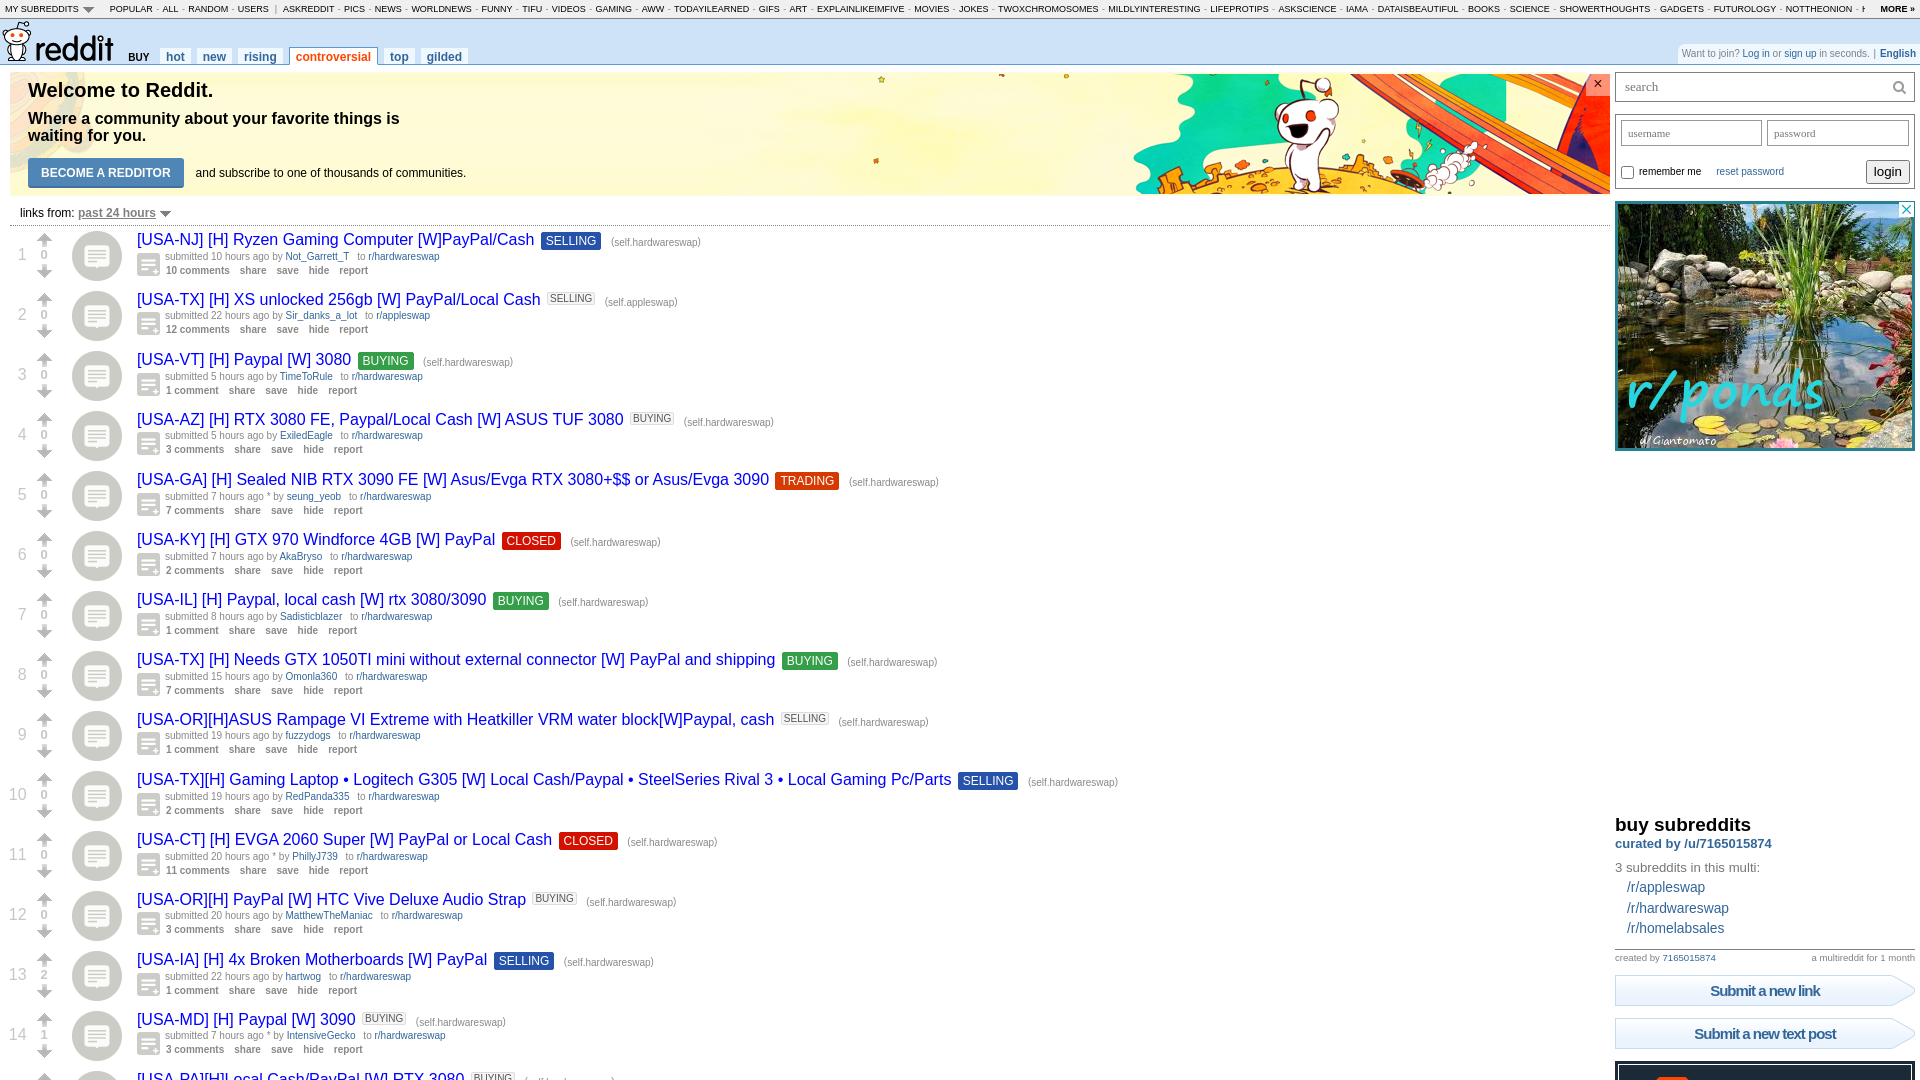 MY SUBREDDITS POPULAR - ALL - RANDOM - USERS | ASKREDDIT - PICS - NEWS - WORLDNEWS - FUNNY - TIFU - VIDEOS - GAMING - AWW - TODAYILEARNED - GIFS - ART - EXPLAINLIKEIMFIVE - MOVIES - JOKES - TWOXCHROMOSOMES - MILDLYINTERESTING - LIFEPROTIPS - ASKSCIENCE - IAMA - DATAISBEAUTIFUL - BOOKS - SCIENCE - SHOWERTHOUGHTS - GADGETS - FUTUROLOGY - NOTTHEONION - MORE »
reddit BUY hot new rising controversial top gilded
Want to join? Log in or sign up in seconds. | English
Welcome to Reddit.
Where a community about your favorite things is
waiting for you.
BECOME A REDDITOR and subscribe to one of thousands of communities.
×
search
username password
remember me reset password login
links from: past 24 hours
1 0 [USA-NJ] [H] Ryzen Gaming Computer [W]PayPal/Cash SELLING (self.hardwareswap)
submitted 10 hours ago by Not_Garrett_T to r/hardwareswap
10 comments share save hide report
2 0 [USA-TX] [H] XS unlocked 256gb [W] PayPal/Local Cash SELLING (self.appleswap)
submitted 22 hours ago by Sir_danks_a_lot to r/appleswap
12 comments share save hide report
3 0 [USA-VT] [H] Paypal [W] 3080 BUYING (self.hardwareswap)
submitted 5 hours ago by TimeToRule to r/hardwareswap
1 comment share save hide report
4 0 [USA-AZ] [H] RTX 3080 FE, Paypal/Local Cash [W] ASUS TUF 3080 BUYING (self.hardwareswap)
submitted 5 hours ago by ExiledEagle to r/hardwareswap
3 comments share save hide report
5 0 [USA-GA] [H] Sealed NIB RTX 3090 FE [W] Asus/Evga RTX 3080+$$ or Asus/Evga 3090 TRADING (self.hardwareswap)
submitted 7 hours ago * by seung_yeob to r/hardwareswap
7 comments share save hide report
6 0 [USA-KY] [H] GTX 970 Windforce 4GB [W] PayPal CLOSED (self.hardwareswap)
submitted 7 hours ago by AkaBryso to r/hardwareswap
2 comments share save hide report
7 0 [USA-IL] [H] Paypal, local cash [W] rtx 3080/3090 BUYING (self.hardwareswap)
submitted 8 hours ago by Sadisticblazer to r/hardwareswap
1 comment share save hide report
8 0 [USA-TX] [H] Needs GTX 1050TI mini without external connector [W] PayPal and shipping BUYING (self.hardwareswap)
submitted 15 hours ago by Omonla360 to r/hardwareswap
7 comments share save hide report
9 0 [USA-OR][H]ASUS Rampage VI Extreme with Heatkiller VRM water block[W]Paypal, cash SELLING (self.hardwareswap)
submitted 19 hours ago by fuzzydogs to r/hardwareswap
1 comment share save hide report
10 0 [USA-TX][H] Gaming Laptop • Logitech G305 [W] Local Cash/Paypal • SteelSeries Rival 3 • Local Gaming Pc/Parts SELLING (self.hardwareswap)
submitted 19 hours ago by RedPanda335 to r/hardwareswap
2 comments share save hide report
11 0 [USA-CT] [H] EVGA 2060 Super [W] PayPal or Local Cash CLOSED (self.hardwareswap)
submitted 20 hours ago * by PhillyJ739 to r/hardwareswap
11 comments share save hide report
12 0 [USA-OR][H] PayPal [W] HTC Vive Deluxe Audio Strap BUYING (self.hardwareswap)
submitted 20 hours ago by MatthewTheManiac to r/hardwareswap
3 comments share save hide report
13 2 [USA-IA] [H] 4x Broken Motherboards [W] PayPal SELLING (self.hardwareswap)
submitted 22 hours ago by hartwog to r/hardwareswap
1 comment share save hide report
14 1 [USA-MD] [H] Paypal [W] 3090 BUYING (self.hardwareswap)
submitted 7 hours ago * by IntensiveGecko to r/hardwareswap
3 comments share save hide report
[USA-PA][H]Local Cash/PayPal [W] RTX 3080 BUYING
r/ponds
u/Giantomato
buy subreddits
curated by /u/7165015874
3 subreddits in this multi:
/r/appleswap
/r/hardwareswap
/r/homelabsales
created by 7165015874 a multireddit for 1 month
Submit a new link
Submit a new text post